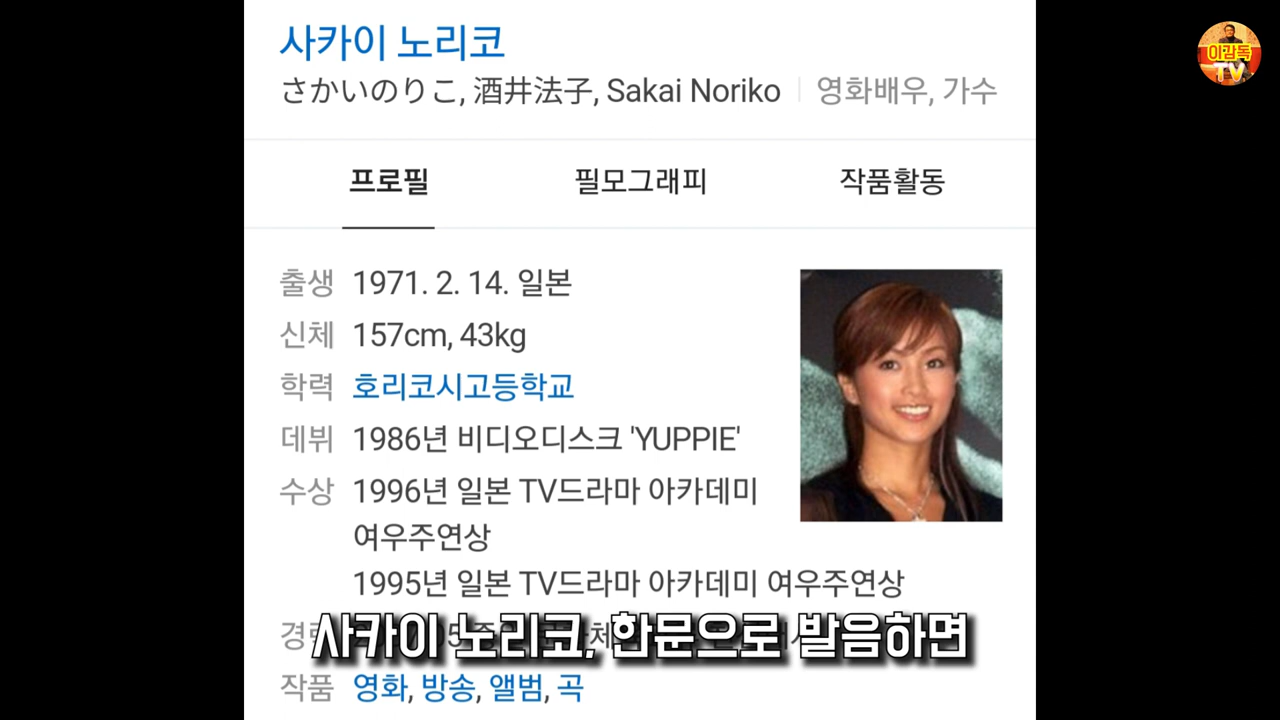 사카이 노리코
さかいのりこ, 酒井法子, Sakai Noriko | 영화배우, 가수
이감독
TV
프로필 필모그래피 작품활동
출생 1971. 2. 14. 일본
신체 157cm, 43kg
학력 호리코시고등학교
데뷔 1986년 비디오디스크 'YUPPIE'
수상 1996년 일본 TV드라마 아카데미
여우주연상
1995년 일본 TV드라마 아카데미 여우주연상
사카이 노리코, 한문으로 발음하면
작품 영화, 방송, 앨범, 곡